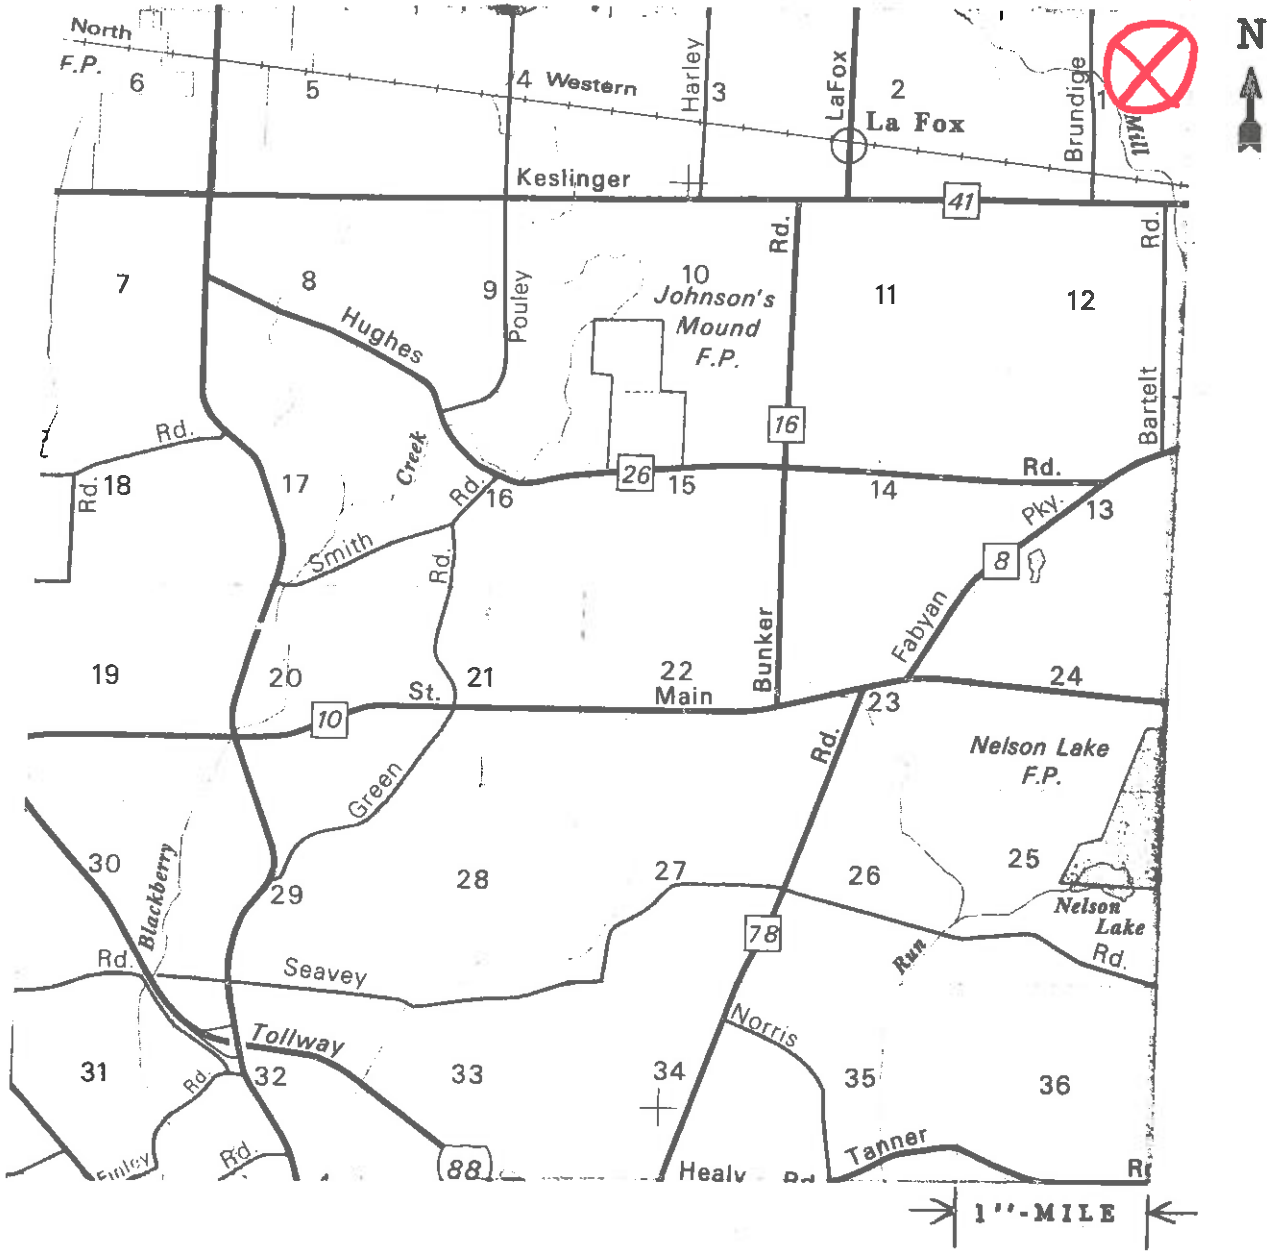 North
F.P.
6
5
4
Western
Harley
3
LaFox
2
La Fox
Brundige
1
Mill
N
Keslinger
41
7
8
9
Pouley
10
Johnson's
Mound
F.P.
Rd.
11
12
Rd.
Hughes
Bartelt
16
Rd.
Rd.
18
17
Creek
Rd.
16
26
15
14
Rd.
13
Pky.
8
Smith
Rd.
Fabyan
Bunker
19
20
St.
21
22
Main
10
23
24
Rd.
Nelson Lake
F.P.
Green
30
Blackberry
29
28
27
26
25
Nelson
Lake
78
Run
Rd.
Rd.
Seavey
Norris
Tollway
31
Rd.
32
33
34
35
36
Finley
Rd.
88
Healy
Rd
Tanner
1"-MILE